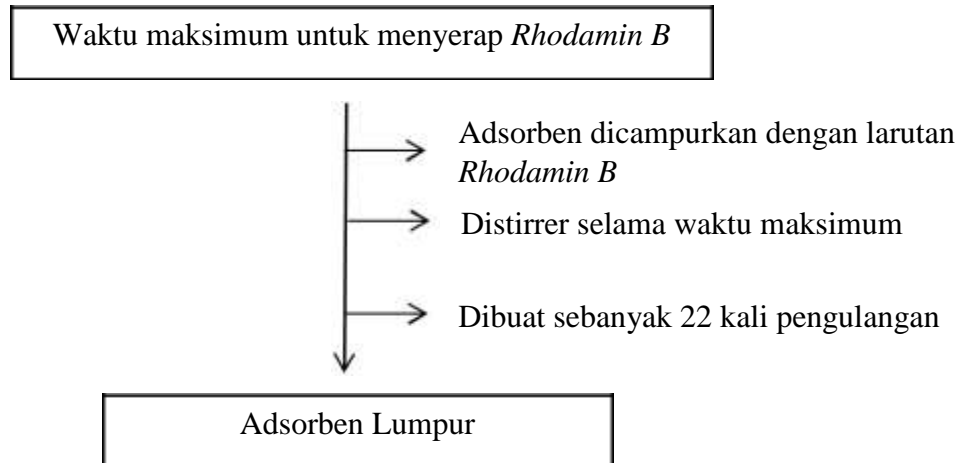 Waktu maksimum untuk menyerap Rhodamin B
Adsorben dicampurkan dengan larutan
Rhodamin B
Distirrer selama waktu maksimum
Dibuat sebanyak 22 kali pengulangan
Adsorben Lumpur